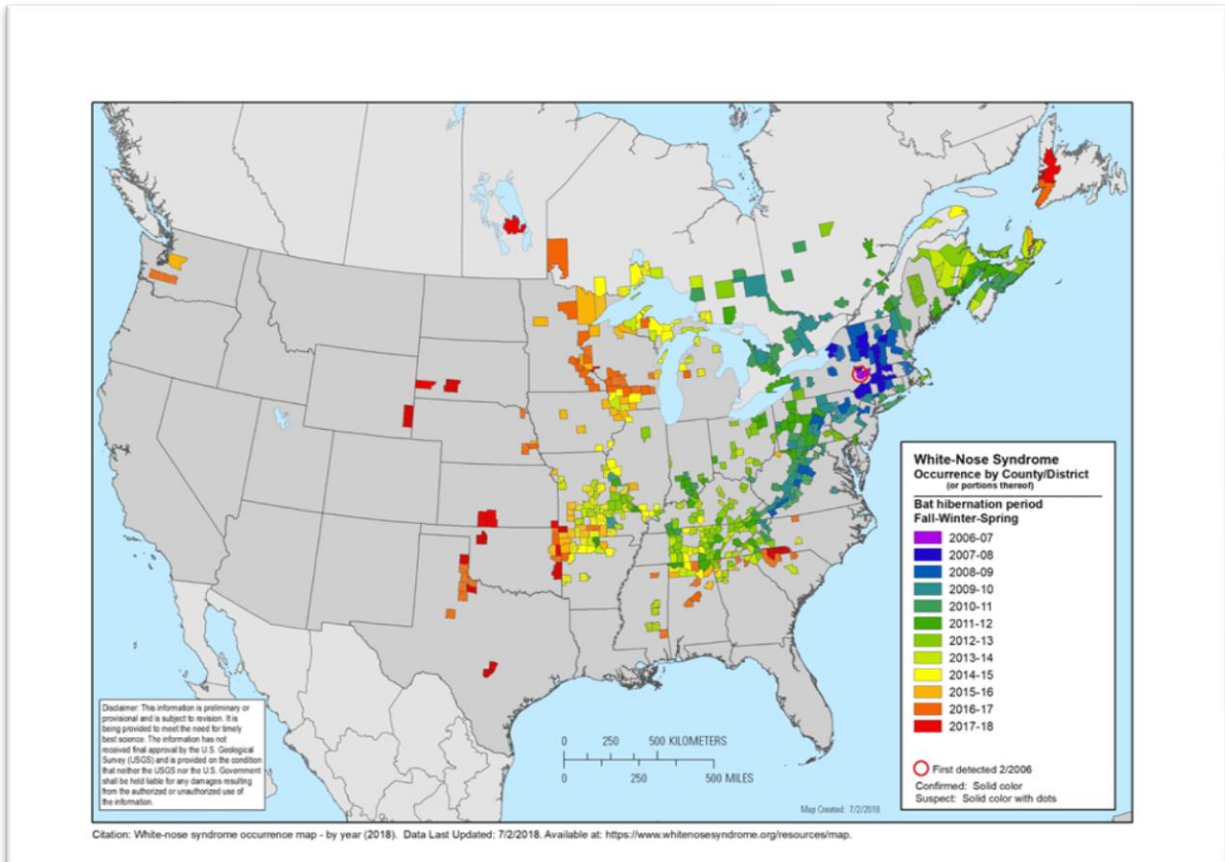 White-Nose Syndrome
Occurrence by County/District
(or portions thereof)
Bat hibernation period
Fall-Winter-Spring
2006-07
2007-08
2008-09
2009-10
2010-11
2011-12
2012-13
2013-14
2014-15
2015-16
2016-17
2017-18
First detected 2/2006
Confirmed: Solid color
Suspect: Solid color with dots
Disclaimer: This information is preliminary or
provisional and is subject to revision. It is
being provided to meet the need for timely
best science. The information has not
received final approval by the U.S. Geological
Survey (USGS) and is provided on the condition
that neither the USGS nor the U.S. Government
shall be held liable for any damages resulting
from the authorized or unauthorized use of
the information.
0 250 500 KILOMETERS
0 250 500 MILES
Map Created: 7/2/2018
Citation: White-nose syndrome occurrence map - by year (2018). Data Last Updated: 7/2/2018. Available at: https://www.whitenosesyndrome.org/resources/map.